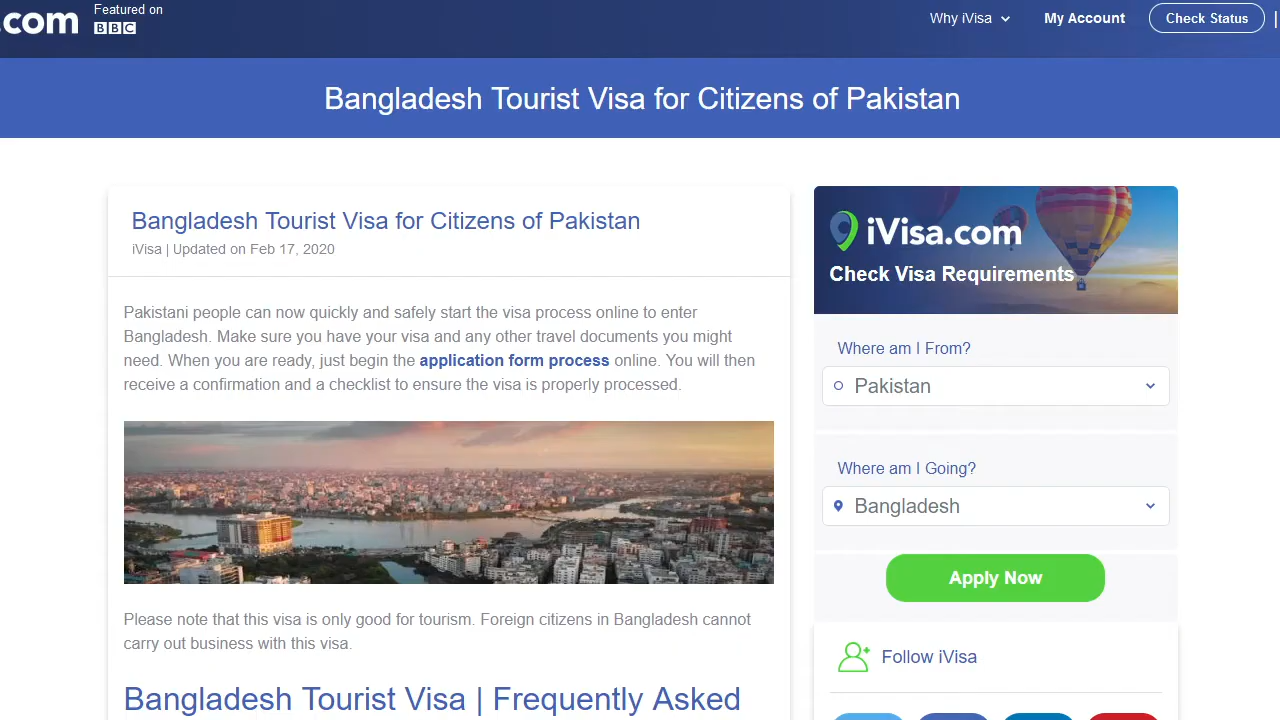 .com
Featured on
BBC
Why iVisa
My Account
Check Status
Bangladesh Tourist Visa for Citizens of Pakistan
Bangladesh Tourist Visa for Citizens of Pakistan
iVisa | Updated on Feb 17, 2020
Pakistani people can now quickly and safely start the visa process online to enter
Bangladesh. Make sure you have your visa and any other travel documents you might
need. When you are ready, just begin the application form process online. You will then
receive a confirmation and a checklist to ensure the visa is properly processed.
Please note that this visa is only good for tourism. Foreign citizens in Bangladesh cannot
carry out business with this visa.
Bangladesh Tourist Visa | Frequently Asked
iVisa.com
Check Visa Requirements
Where am I From?
Pakistan
Where am I Going?
Bangladesh
Apply Now
Follow iVisa